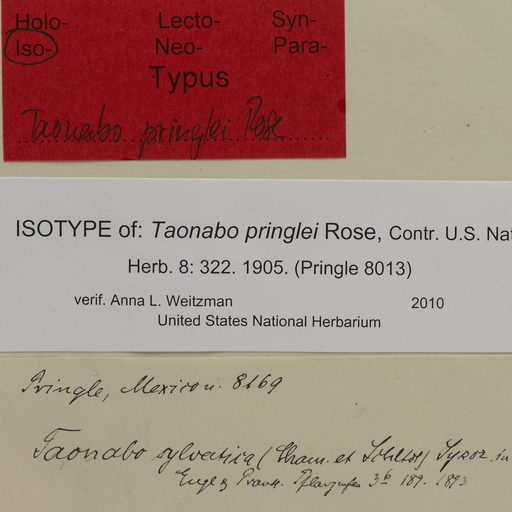 Holo- Lecto- Syn-
Iso- Neo- Para-
Typus
Taonabo pringlei Rose
ISOTYPE of: Taonabo pringlei Rose, Contr. U.S. Nat
Herb. 8: 322. 1905. (Pringle 8013)
verif. Anna L. Weitzman 2010
United States National Herbarium
Pringle, Mexico n. 8169
Taonabo sylvatica (Cham. et Schltdl) Szysz. in
Engl & Prantl. Pflanzenfam 3 6 189. 1893